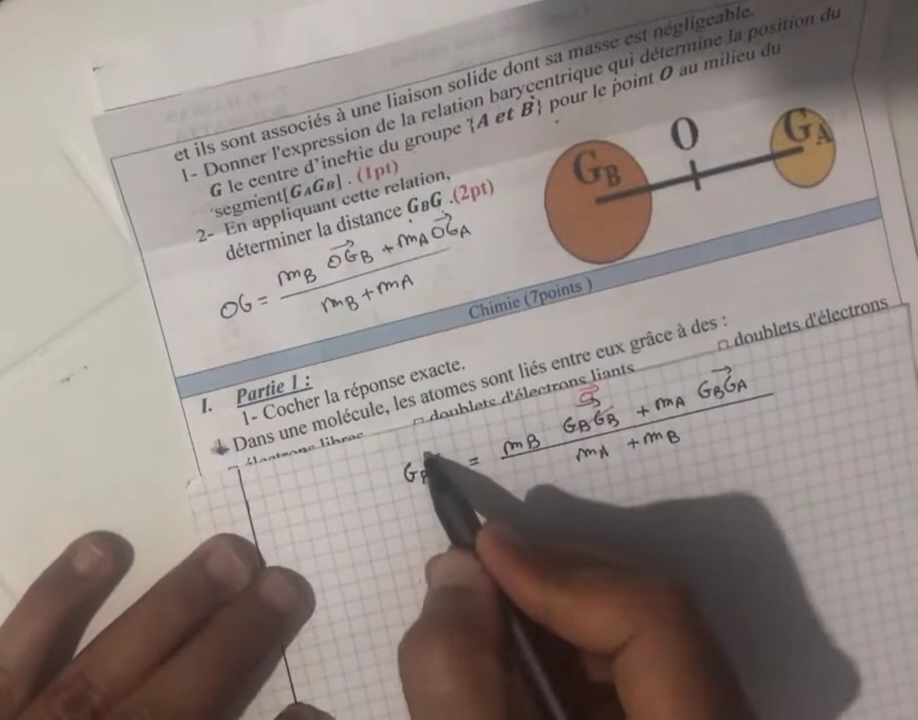 et ils sont associés à une liaison solide dont sa masse est négligeable.
1- Donner l'expression de la relation barycentrique qui détermine la position du
G le centre d'inertie du groupe {A et B} pour le point O au milieu du
segment[GAGB] . (1pt)
2- En appliquant cette relation,
déterminer la distance GBG .(2pt)
GB O GA
OG = mB OGB + mA OGA
mB + mA
Chimie (7points )
I. Partie 1 :
1- Cocher la réponse exacte.
Dans une molécule, les atomes sont liés entre eux grâce à des :
doublets d'électrons liants
doublets d'électrons
0
= mB GBGB + mA GBGA
mA + mB